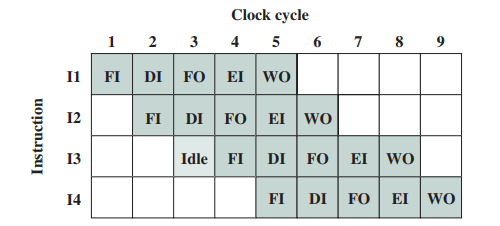 Clock cycle
1 2 3 4 5 6 7 8 9
Instruction
I1 FI DI FO EI WO
I2 FI DI FO EI WO
I3 Idle FI DI FO EI WO
I4 FI DI FO EI WO